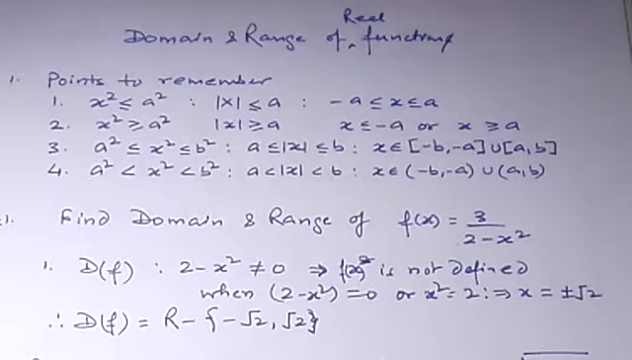 Domain & Range of Real functions
1. Points to remember
1. x² ≤ a² : |x| ≤ a : -a ≤ x ≤ a
2. x² ≥ a² |x| ≥ a x ≤ -a or x ≥ a
3. a² ≤ x² ≤ b² : a ≤ |x| ≤ b : x ∈ [-b, -a] ∪ [a, b]
4. a² < x² < b² : a < |x| < b : x ∈ (-b, -a) ∪ (a, b)
1. Find Domain & Range of f(x) = 3/(2-x²)
1. D(f) : 2-x² ≠ 0 ⇒ f(x) is not defined
when (2-x²) = 0 or x² = 2 : ⇒ x = ±√2
∴ D(f) = R - {-√2, √2}